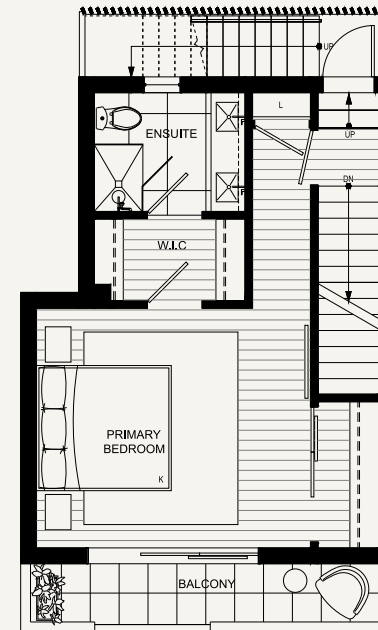 UP
L
ENSUITE
UP
DN
W.I.C
PRIMARY
BEDROOM
K
BALCONY